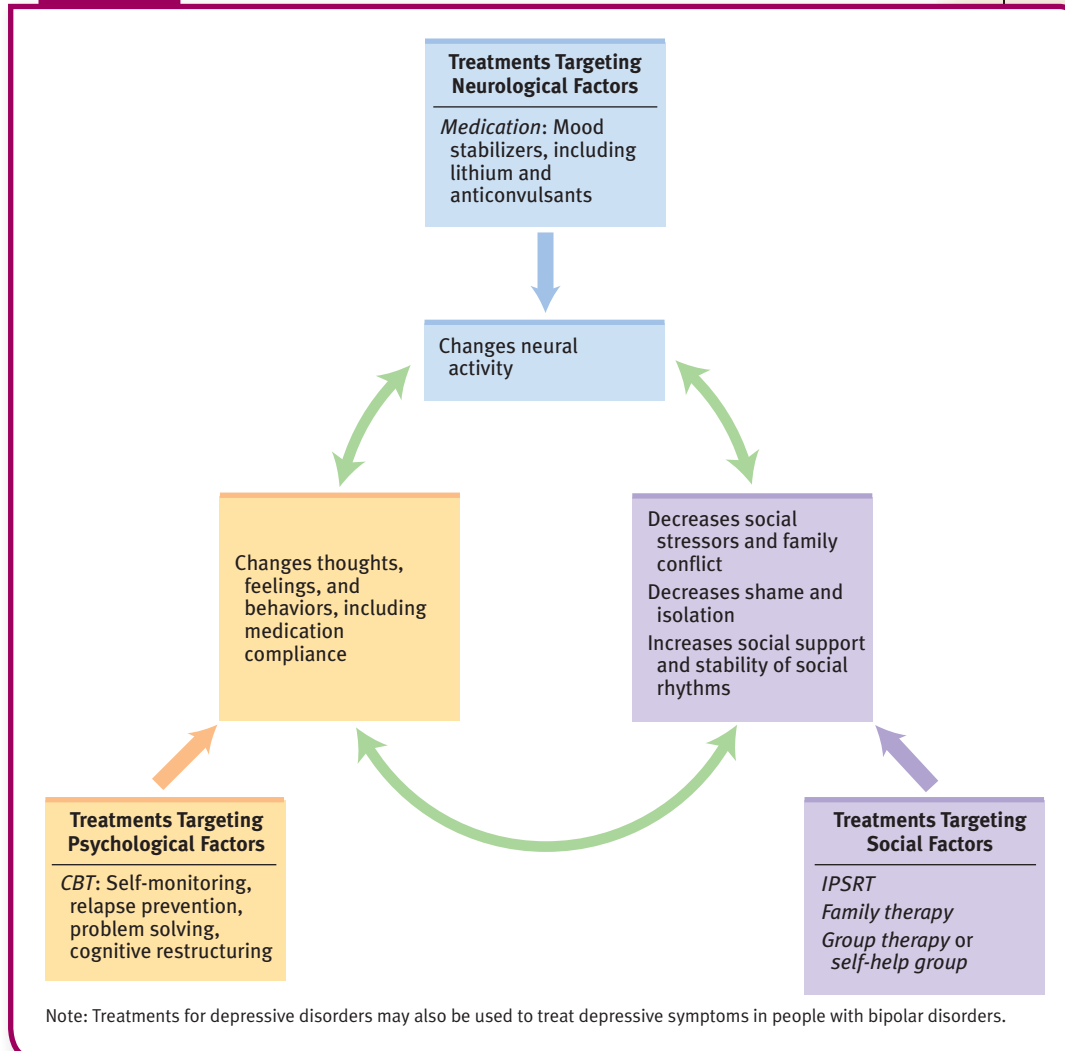 Treatments Targeting
Neurological Factors
Medication: Mood
stabilizers, including
lithium and
anticonvulsants
Changes neural
activity
Changes thoughts,
feelings, and
behaviors, including
medication
compliance
Decreases social
stressors and family
conflict
Decreases shame and
isolation
Increases social support
and stability of social
rhythms
Treatments Targeting
Psychological Factors
CBT: Self-monitoring,
relapse prevention,
problem solving,
cognitive restructuring
Treatments Targeting
Social Factors
IPSRT
Family therapy
Group therapy or
self-help group
Note: Treatments for depressive disorders may also be used to treat depressive symptoms in people with bipolar disorders.